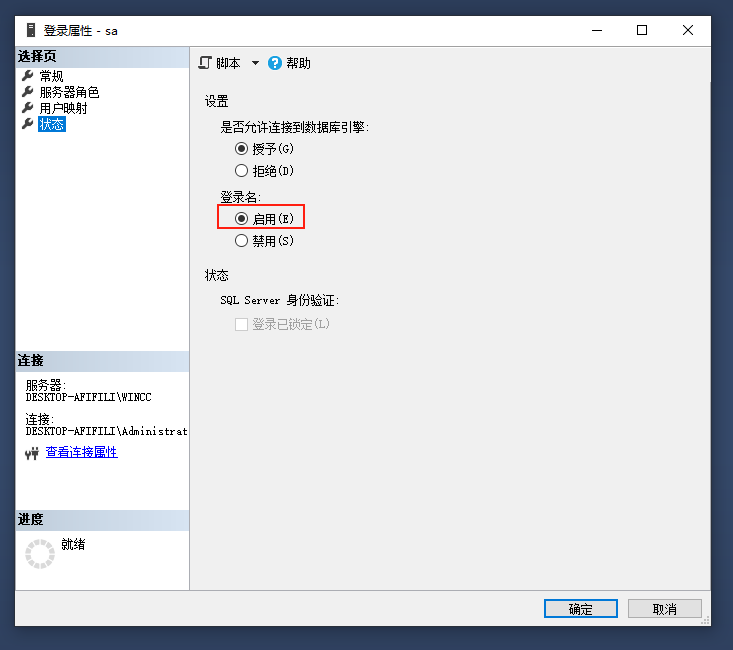 登录属性 - sa
选择页
常规
服务器角色
用户映射
状态
脚本
帮助
设置
是否允许连接到数据库引擎:
授予(G)
拒绝(D)
登录名:
启用(E)
禁用(S)
状态
SQL Server 身份验证:
登录已锁定(L)
连接
服务器:
DESKTOP-AFIFILI\WINCC
连接:
DESKTOP-AFIFILI\Administrat
查看连接属性
进度
就绪
确定
取消